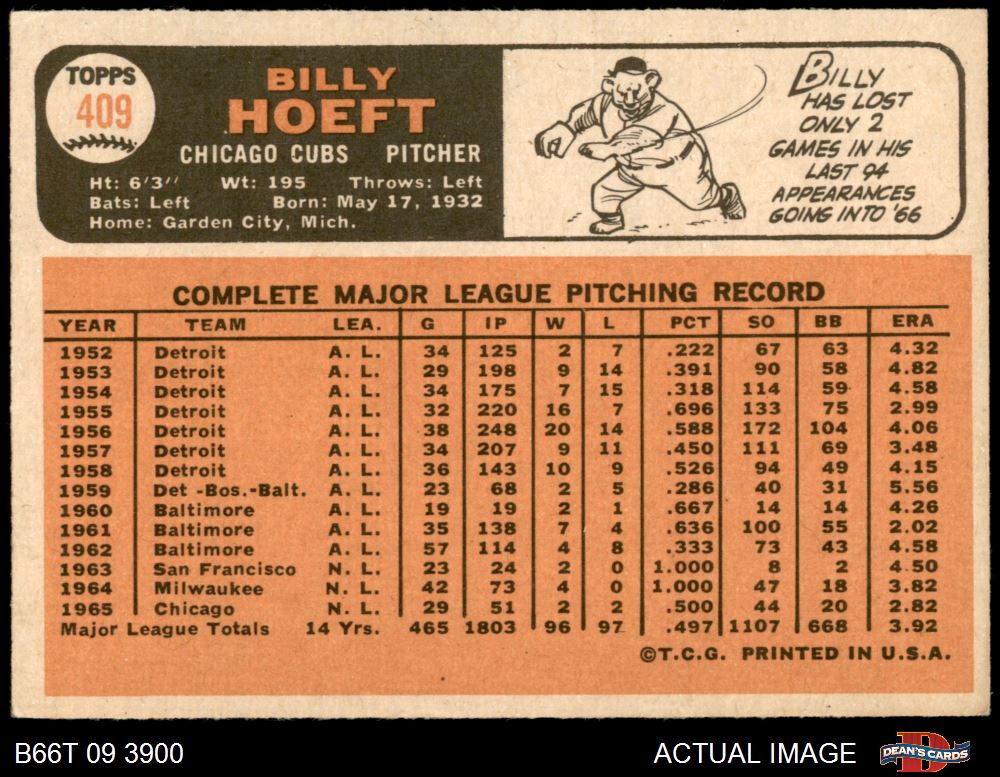 TOPPS
409
BILLY
HOEFT
CHICAGO CUBS PITCHER
Ht: 6'3" Wt: 195 Throws: Left
Bats: Left Born: May 17, 1932
Home: Garden City, Mich.
BILLY
HAS LOST
ONLY 2
GAMES IN HIS
LAST 94
APPEARANCES
GOING INTO '66
COMPLETE MAJOR LEAGUE PITCHING RECORD
YEAR TEAM LEA. G IP W L PCT SO BB ERA
1952 Detroit A. L. 34 125 2 7 .222 67 63 4.32
1953 Detroit A. L. 29 198 9 14 .391 90 58 4.82
1954 Detroit A. L. 34 175 7 15 .318 114 59 4.58
1955 Detroit A. L. 32 220 16 7 .696 133 75 2.99
1956 Detroit A. L. 38 248 20 14 .588 172 104 4.06
1957 Detroit A. L. 34 207 9 11 .450 111 69 3.48
1958 Detroit A. L. 36 143 10 9 .526 94 49 4.15
1959 Det -Bos.-Balt. A. L. 23 68 2 5 .286 40 31 5.56
1960 Baltimore A. L. 19 19 2 1 .667 14 14 4.26
1961 Baltimore A. L. 35 138 7 4 .636 100 55 2.02
1962 Baltimore A. L. 57 114 4 8 .333 73 43 4.58
1963 San Francisco N. L. 23 24 2 0 1.000 8 2 4.50
1964 Milwaukee N. L. 42 73 4 0 1.000 47 18 3.82
1965 Chicago N. L. 29 51 2 2 .500 44 20 2.82
Major League Totals 14 Yrs. 465 1803 96 97 .497 1107 668 3.92
©T.C.G. PRINTED IN U.S.A.
B66T 09 3900 ACTUAL IMAGE
DEAN'S CARDS